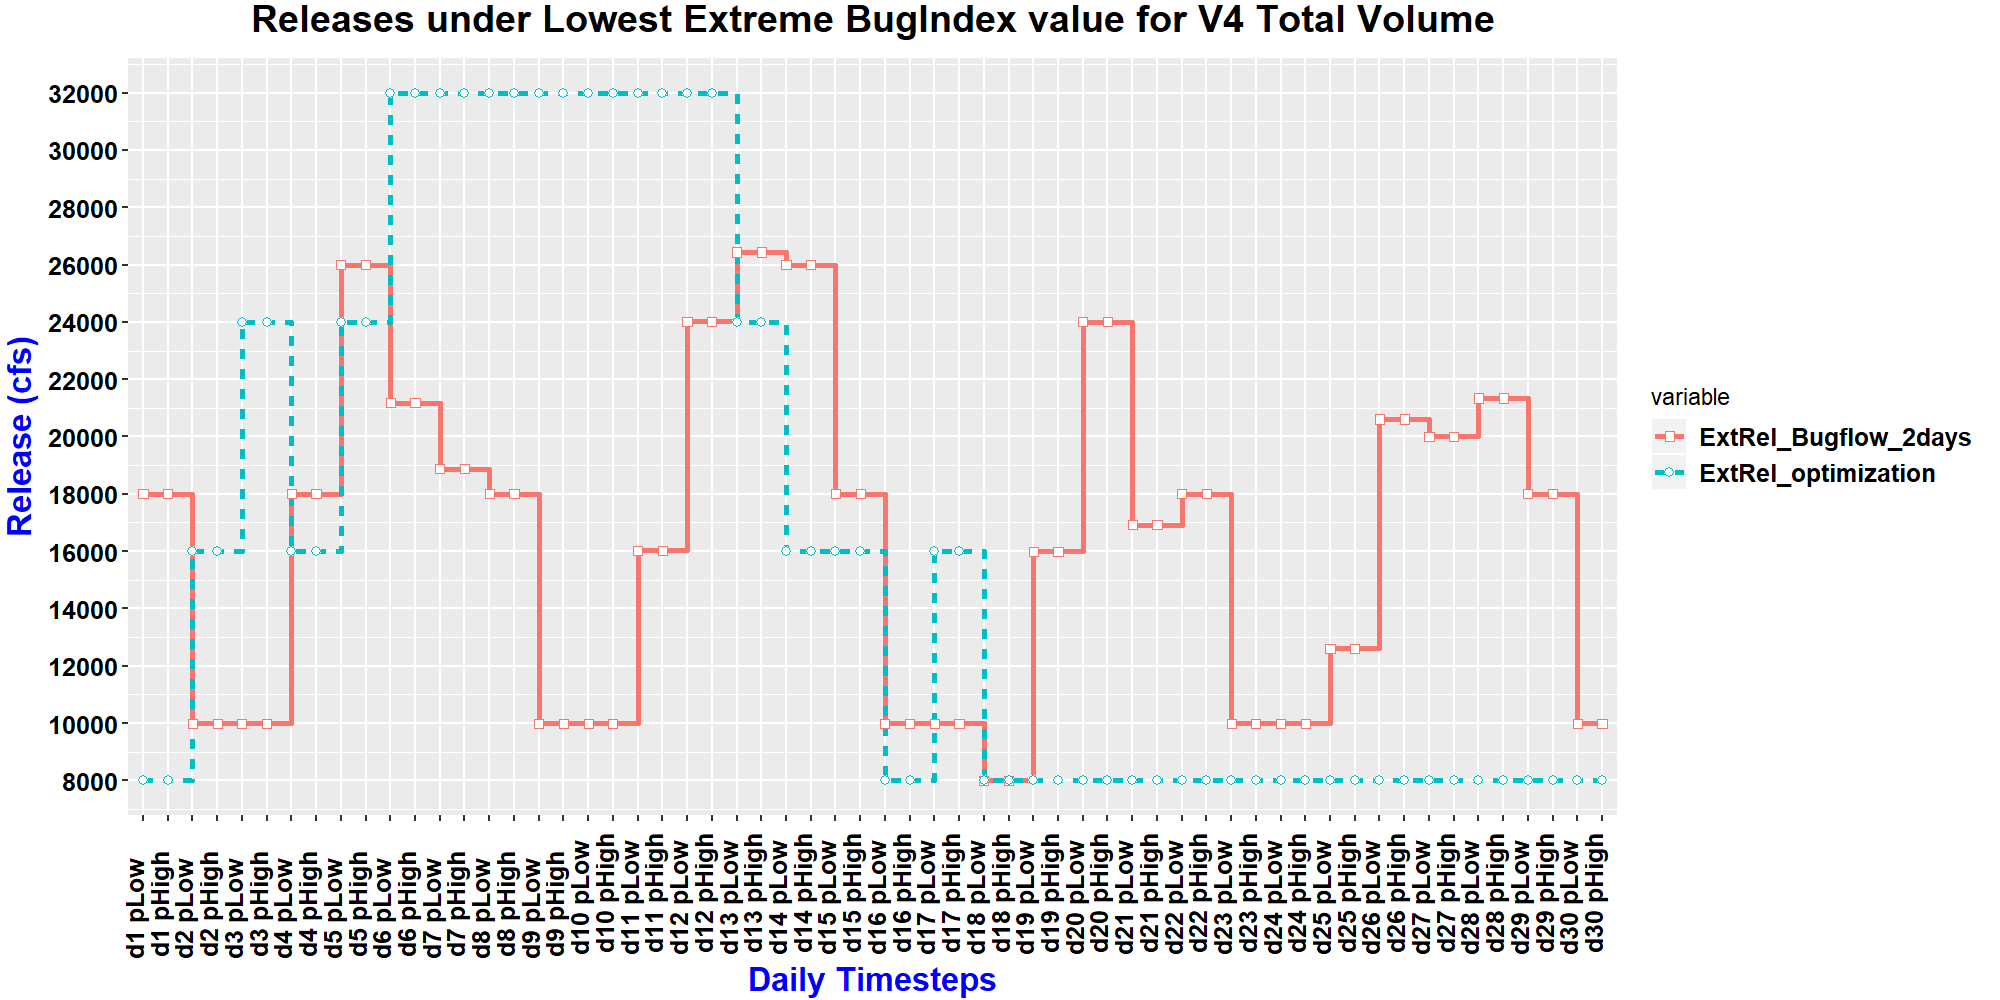 Releases under Lowest Extreme BugIndex value for V4 Total Volume
Release (cfs)
32000
30000
28000
26000
24000
22000
20000
18000
16000
14000
12000
10000
8000
d1 pLow
d1 pHigh
d2 pLow
d2 pHigh
d3 pLow
d3 pHigh
d4 pLow
d4 pHigh
d5 pLow
d5 pHigh
d6 pLow
d6 pHigh
d7 pLow
d7 pHigh
d8 pLow
d8 pHigh
d9 pLow
d9 pHigh
d10 pLow
d10 pHigh
d11 pLow
d11 pHigh
d12 pLow
d12 pHigh
d13 pLow
d13 pHigh
d14 pLow
d14 pHigh
d15 pLow
d15 pHigh
d16 pLow
d16 pHigh
d17 pLow
d17 pHigh
d18 pLow
d18 pHigh
d19 pLow
d19 pHigh
d20 pLow
d20 pHigh
d21 pLow
d21 pHigh
d22 pLow
d22 pHigh
d23 pLow
d23 pHigh
d24 pLow
d24 pHigh
d25 pLow
d25 pHigh
d26 pLow
d26 pHigh
d27 pLow
d27 pHigh
d28 pLow
d28 pHigh
d29 pLow
d29 pHigh
d30 pLow
d30 pHigh
Daily Timesteps
variable
ExtRel_Bugflow_2days
ExtRel_optimization